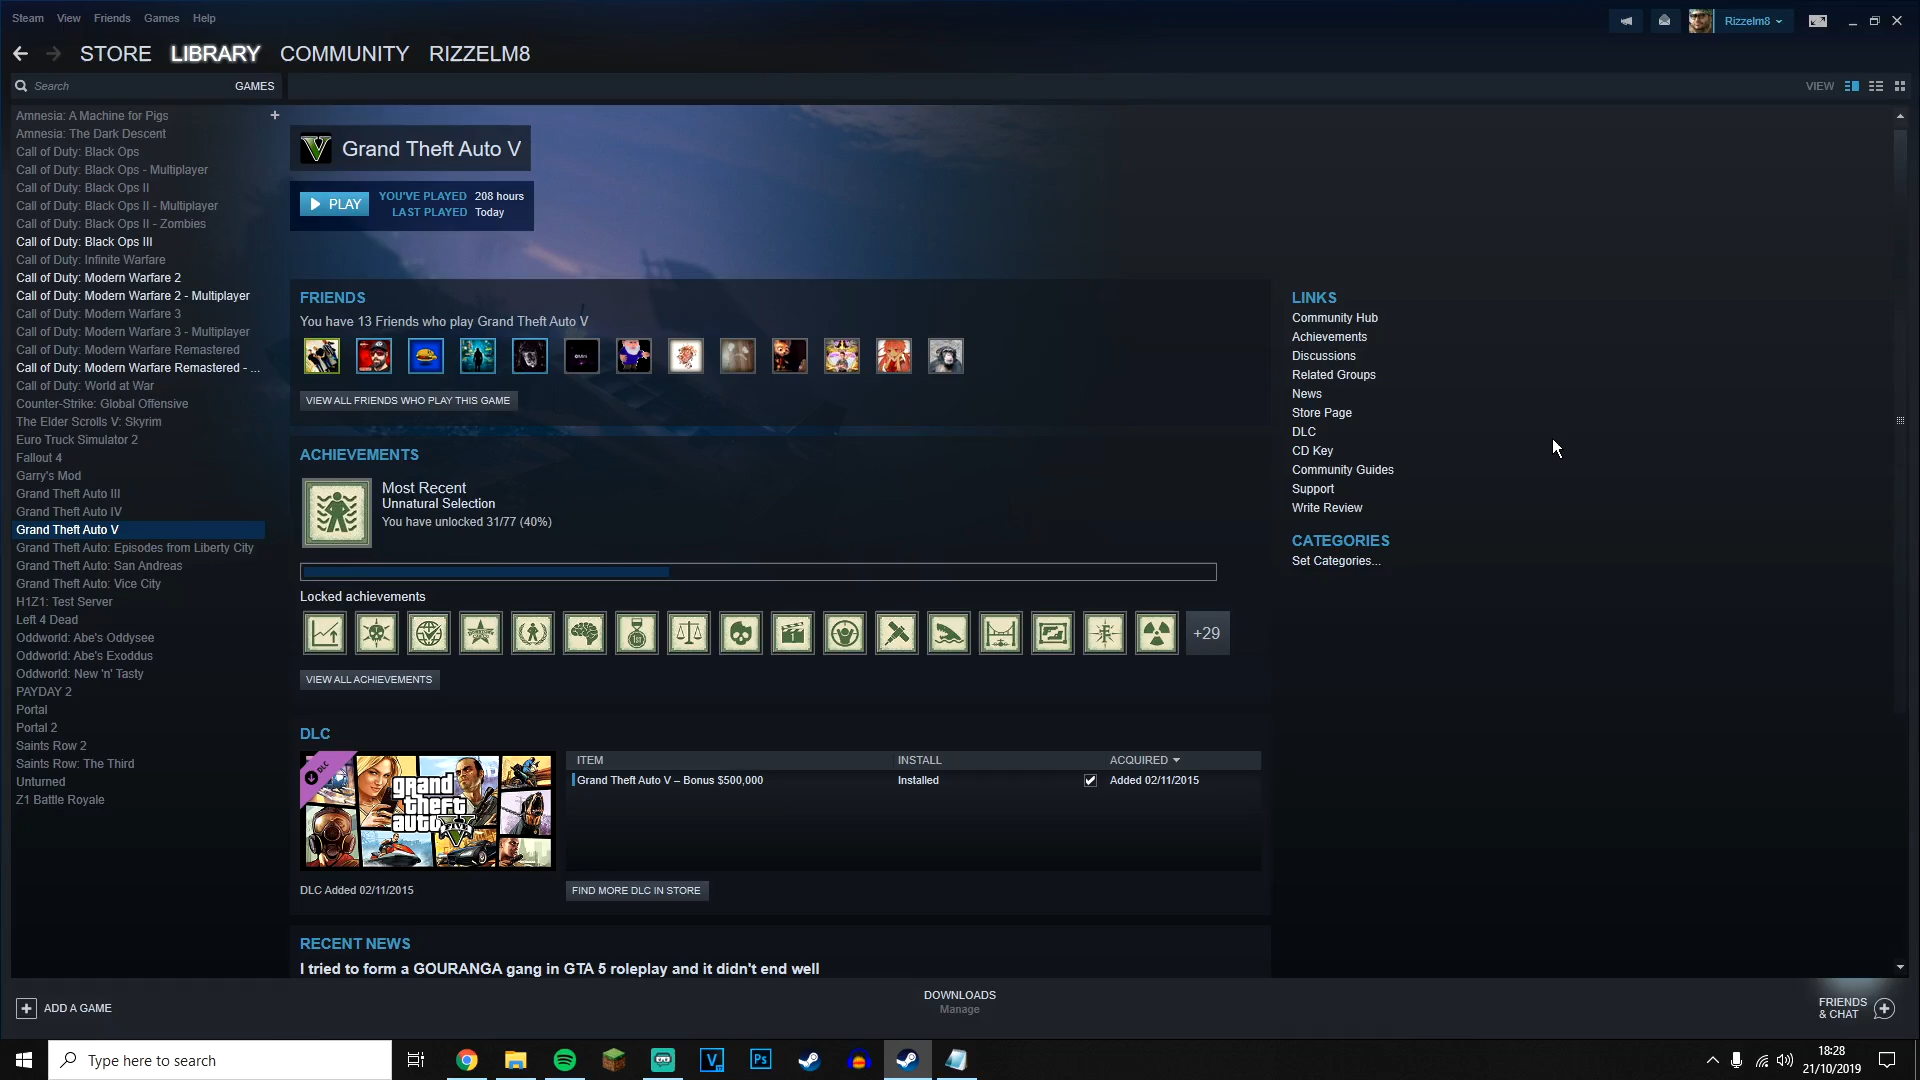 Steam View Friends Games Help
Rizzelm8
STORE LIBRARY COMMUNITY RIZZELM8
Search GAMES
VIEW
Amnesia: A Machine for Pigs +
Amnesia: The Dark Descent
Call of Duty: Black Ops
Call of Duty: Black Ops - Multiplayer
Call of Duty: Black Ops II
Call of Duty: Black Ops II - Multiplayer
Call of Duty: Black Ops II - Zombies
Call of Duty: Black Ops III
Call of Duty: Infinite Warfare
Call of Duty: Modern Warfare 2
Call of Duty: Modern Warfare 2 - Multiplayer
Call of Duty: Modern Warfare 3
Call of Duty: Modern Warfare 3 - Multiplayer
Call of Duty: Modern Warfare Remastered
Call of Duty: Modern Warfare Remastered - ...
Call of Duty: World at War
Counter-Strike: Global Offensive
The Elder Scrolls V: Skyrim
Euro Truck Simulator 2
Fallout 4
Garry's Mod
Grand Theft Auto III
Grand Theft Auto IV
Grand Theft Auto V
Grand Theft Auto: Episodes from Liberty City
Grand Theft Auto: San Andreas
Grand Theft Auto: Vice City
H1Z1: Test Server
Left 4 Dead
Oddworld: Abe's Oddysee
Oddworld: Abe's Exoddus
Oddworld: New 'n' Tasty
PAYDAY 2
Portal
Portal 2
Saints Row 2
Saints Row: The Third
Unturned
Z1 Battle Royale
Grand Theft Auto V
PLAY
YOU'VE PLAYED 208 hours
LAST PLAYED Today
FRIENDS
You have 13 Friends who play Grand Theft Auto V
VIEW ALL FRIENDS WHO PLAY THIS GAME
ACHIEVEMENTS
Most Recent
Unnatural Selection
You have unlocked 31/77 (40%)
Locked achievements
+29
VIEW ALL ACHIEVEMENTS
DLC
DLC
grand
theft
auto
V
ITEM INSTALL ACQUIRED
Grand Theft Auto V – Bonus $500,000 Installed Added 02/11/2015
DLC Added 02/11/2015
FIND MORE DLC IN STORE
RECENT NEWS
I tried to form a GOURANGA gang in GTA 5 roleplay and it didn't end well
LINKS
Community Hub
Achievements
Discussions
Related Groups
News
Store Page
DLC
CD Key
Community Guides
Support
Write Review
CATEGORIES
Set Categories...
ADD A GAME
DOWNLOADS
Manage
FRIENDS
& CHAT
Type here to search
V
Ps
18:28
21/10/2019